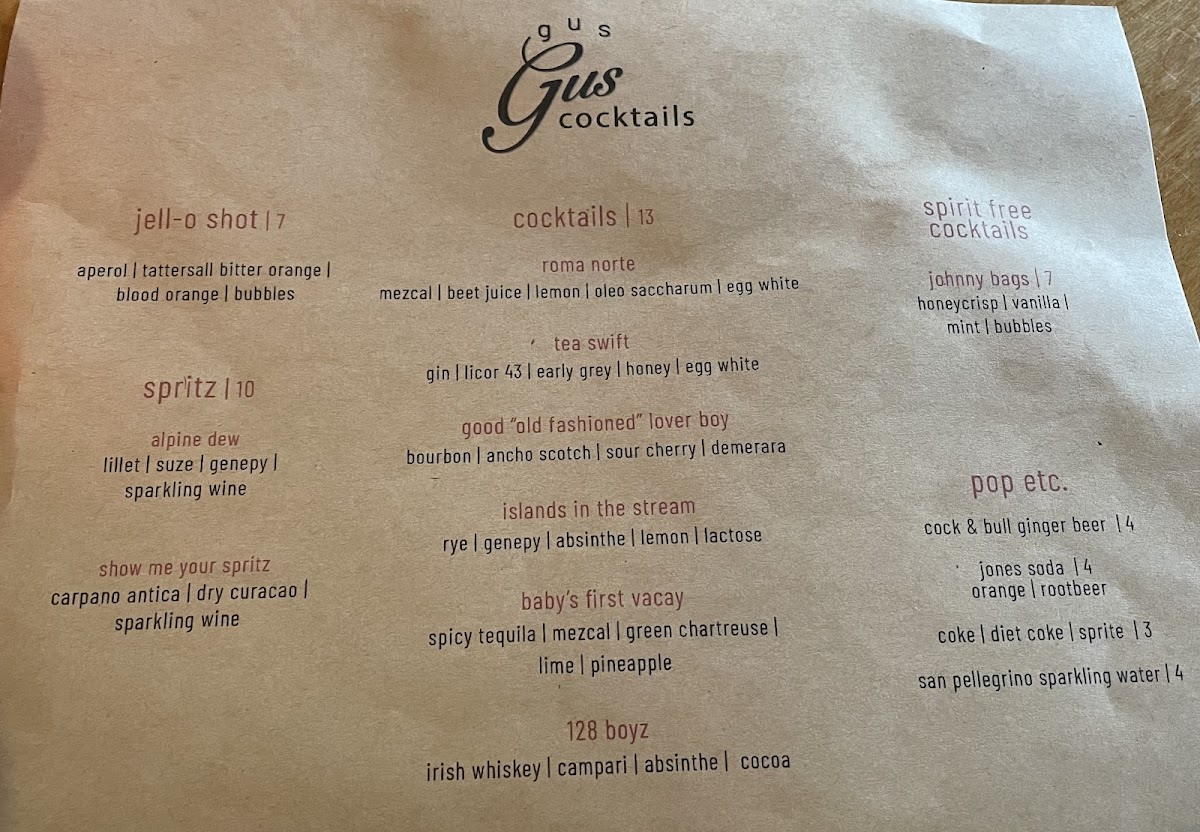 gus
Gus
cocktails
jell-o shot | 7
aperol | tattersall bitter orange |
blood orange | bubbles
spritz | 10
alpine dew
lillet | suze | genepy |
sparkling wine
show me your spritz
carpano antica | dry curacao |
sparkling wine
cocktails | 13
roma norte
mezcal | beet juice | lemon | oleo saccharum | egg white
tea swift
gin | licor 43 | early grey | honey | egg white
good "old fashioned" lover boy
bourbon | ancho scotch | sour cherry | demerara
islands in the stream
rye | genepy | absinthe | lemon | lactose
baby's first vacay
spicy tequila | mezcal | green chartreuse |
lime | pineapple
128 boyz
irish whiskey | campari | absinthe | cocoa
spirit free
cocktails
johnny bags | 7
honeycrisp | vanilla |
mint | bubbles
pop etc.
cock & bull ginger beer | 4
jones soda | 4
orange | rootbeer
coke | diet coke | sprite | 3
san pellegrino sparkling water | 4